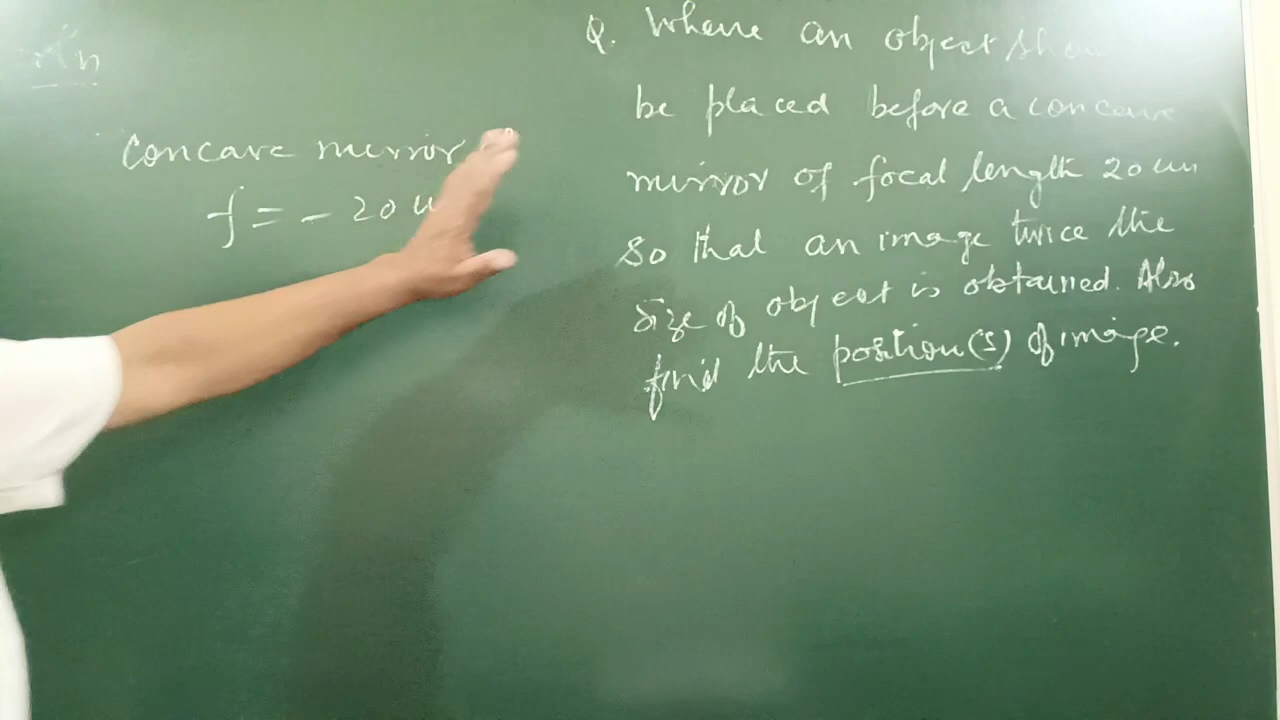 Concave mirror
f = - 20
Q. Where an object
be placed before a concave
mirror of focal length 20 cm
so that an image twice the
size of object is obtained. Also
find the position(s) of image.